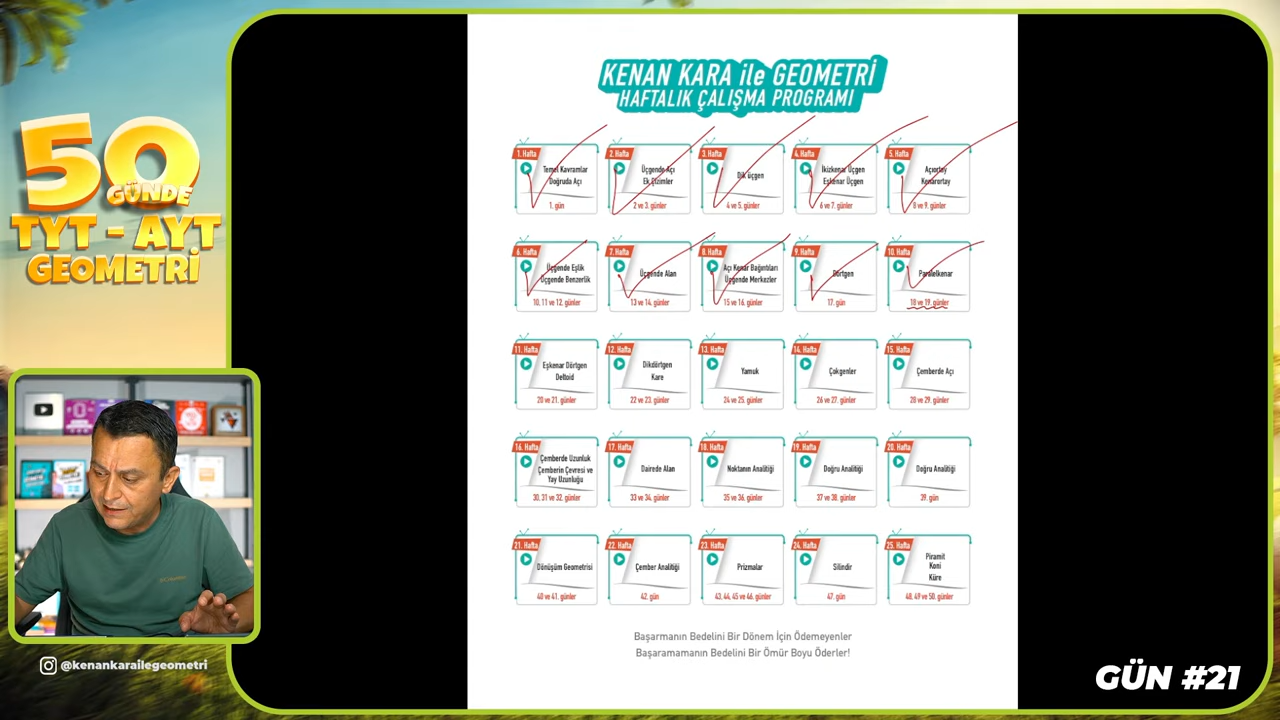 50
GÜNDE
TYT - AYT
GEOMETRİ
KENAN KARA ile GEOMETRİ
HAFTALIK ÇALIŞMA PROGRAMI
1. Hafta
Temel Kavramlar
Doğruda Açı
1. gün
2. Hafta
Üçgende Açı
Ek Çizimler
2 ve 3. günler
3. Hafta
Dik üçgen
4 ve 5. günler
4. Hafta
İkizkenar Üçgen
Eşkenar Üçgen
6 ve 7. günler
5. Hafta
Açıortay
Kenarortay
8 ve 9. günler
6. Hafta
Üçgende Eşlik
Üçgende Benzerlik
10, 11 ve 12. günler
7. Hafta
Üçgende Alan
13 ve 14. günler
8. Hafta
Açı Kenar Bağıntıları
Üçgende Merkezler
15 ve 16. günler
9. Hafta
Dörtgen
17. gün
10. Hafta
Paralelkenar
18 ve 19. günler
11. Hafta
Eşkenar Dörtgen
Deltoid
20 ve 21. günler
12. Hafta
Dikdörtgen
Kare
22 ve 23. günler
13. Hafta
Yamuk
24 ve 25. günler
14. Hafta
Çokgenler
26 ve 27. günler
15. Hafta
Çemberde Açı
28 ve 29. günler
16. Hafta
Çemberde Uzunluk
Çemberin Çevresi ve
Yay Uzunluğu
30, 31 ve 32. günler
17. Hafta
Dairede Alan
33 ve 34. günler
18. Hafta
Noktanın Analitiği
35 ve 36. günler
19. Hafta
Doğru Analitiği
37 ve 38. günler
20. Hafta
Doğru Analitiği
39. gün
21. Hafta
Dönüşüm Geometrisi
40 ve 41. günler
22. Hafta
Çember Analitiği
42. gün
23. Hafta
Prizmalar
43, 44, 45 ve 46. günler
24. Hafta
Silindir
47. gün
25. Hafta
Piramit
Koni
Küre
48, 49 ve 50. günler
Başarmanın Bedelini Bir Dönem İçin Ödemeyenler
Başaramamanın Bedelini Bir Ömür Boyu Öderler!
@kenankarailegeometri
GÜN #21